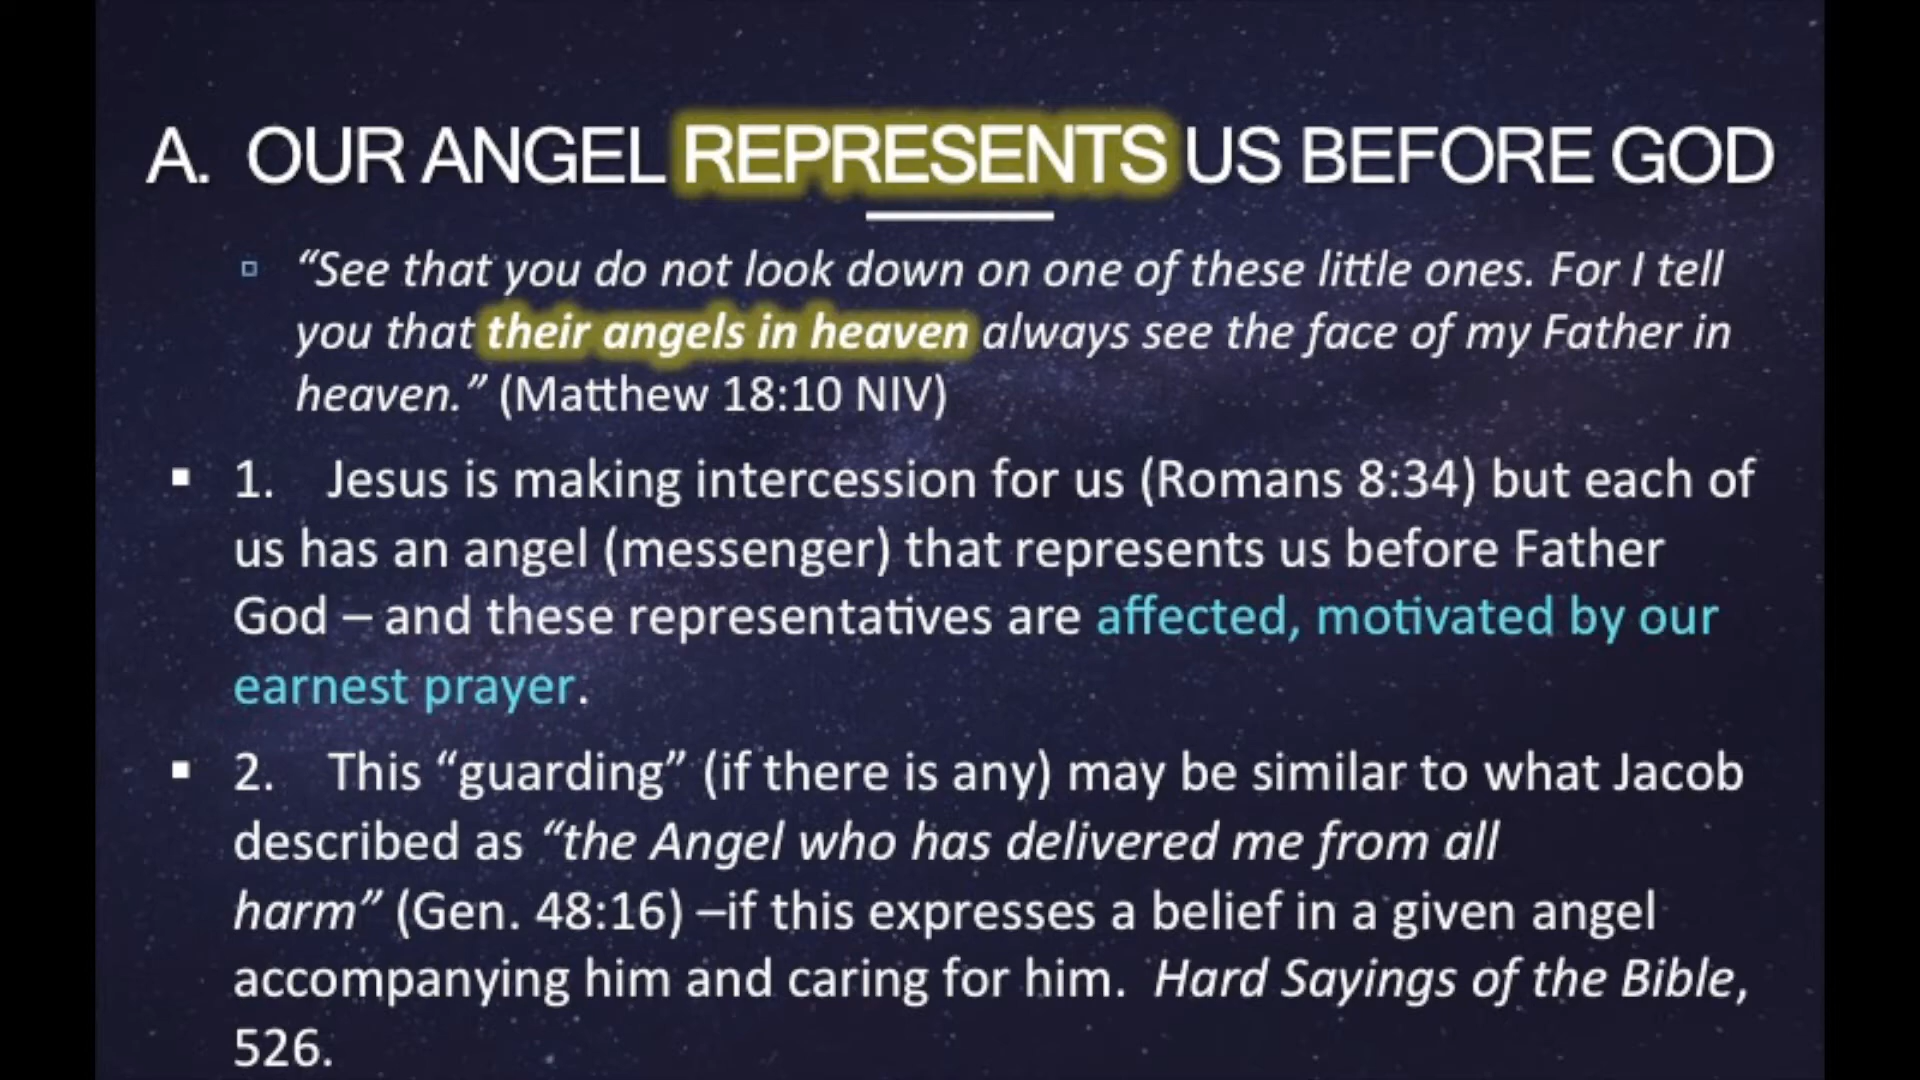 A. OUR ANGEL REPRESENTS US BEFORE GOD
“See that you do not look down on one of these little ones. For I tell
you that their angels in heaven always see the face of my Father in
heaven.” (Matthew 18:10 NIV)
1. Jesus is making intercession for us (Romans 8:34) but each of
us has an angel (messenger) that represents us before Father
God – and these representatives are affected, motivated by our
earnest prayer.
2. This “guarding” (if there is any) may be similar to what Jacob
described as “the Angel who has delivered me from all
harm” (Gen. 48:16) –if this expresses a belief in a given angel
accompanying him and caring for him. Hard Sayings of the Bible,
526.